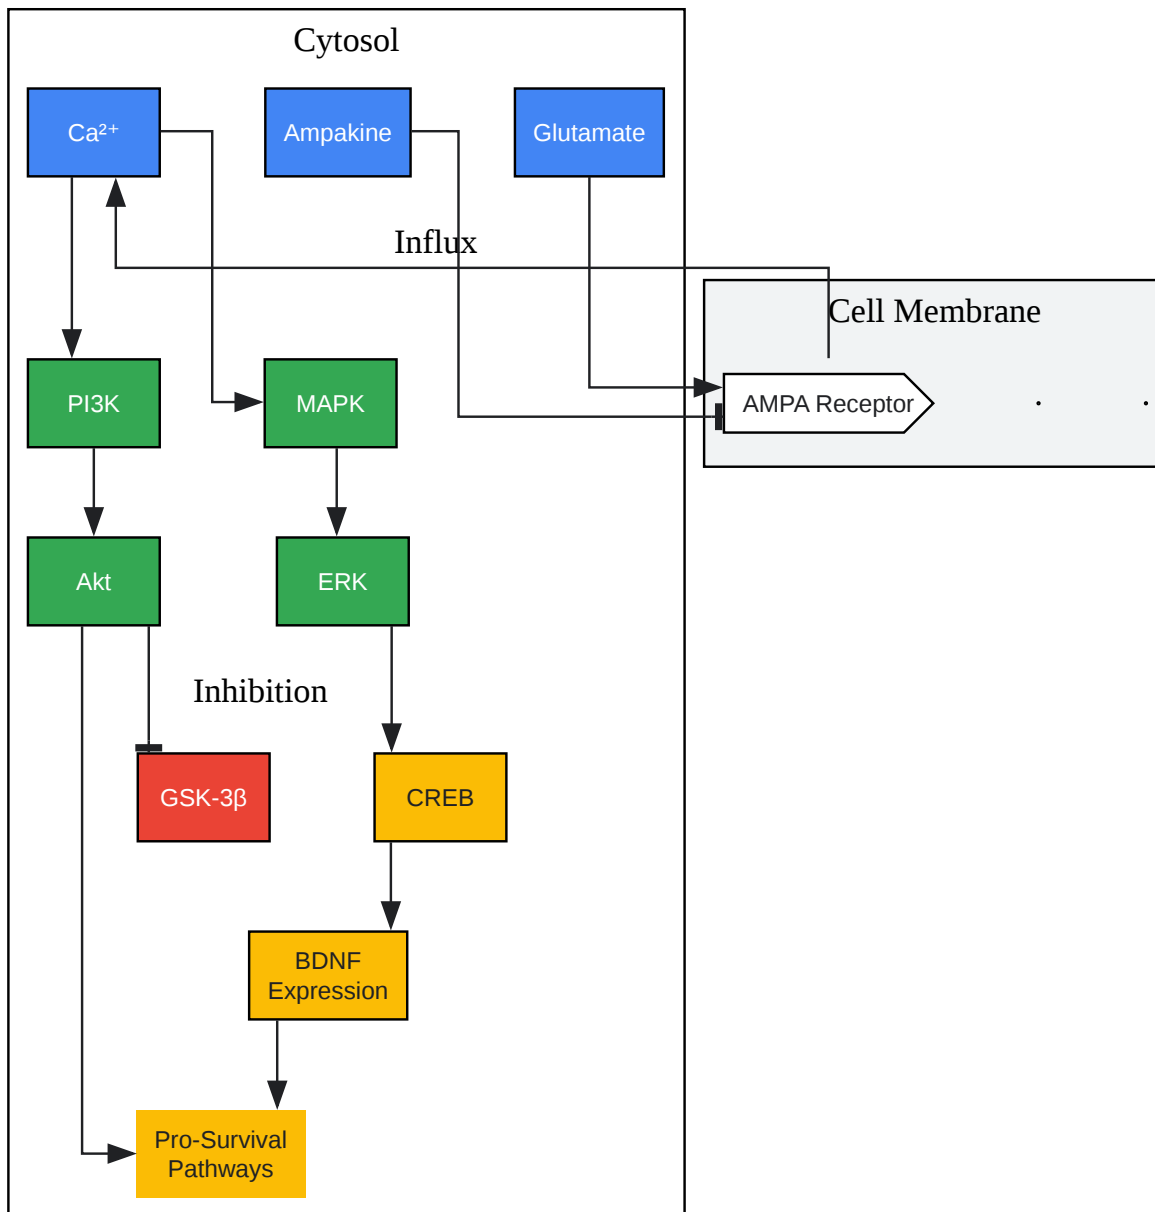 Cytosol
Ca²⁺
Ampakine
Glutamate
Influx
Cell Membrane
PI3K
MAPK
AMPA Receptor
Akt
ERK
Inhibition
GSK-3β
CREB
BDNF
Expression
Pro-Survival
Pathways